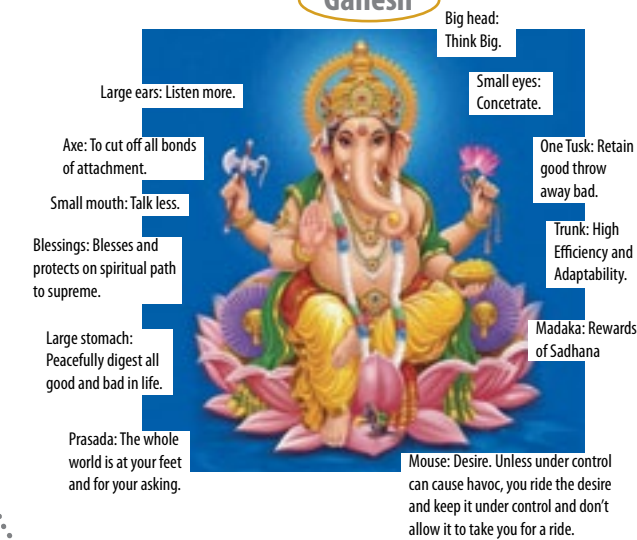 Ganesh
Big head:
Think Big.
Large ears: Listen more.
Small eyes:
Concetrate.
Axe: To cut off all bonds
of attachment.
One Tusk: Retain
good throw
away bad.
Small mouth: Talk less.
Trunk: High
Efficiency and
Adaptability.
Blessings: Blesses and
protects on spiritual path
to supreme.
Madaka: Rewards
of Sadhana
Large stomach:
Peacefully digest all
good and bad in life.
Prasada: The whole
world is at your feet
and for your asking.
Mouse: Desire. Unless under control
can cause havoc, you ride the desire
and keep it under control and don't
allow it to take you for a ride.